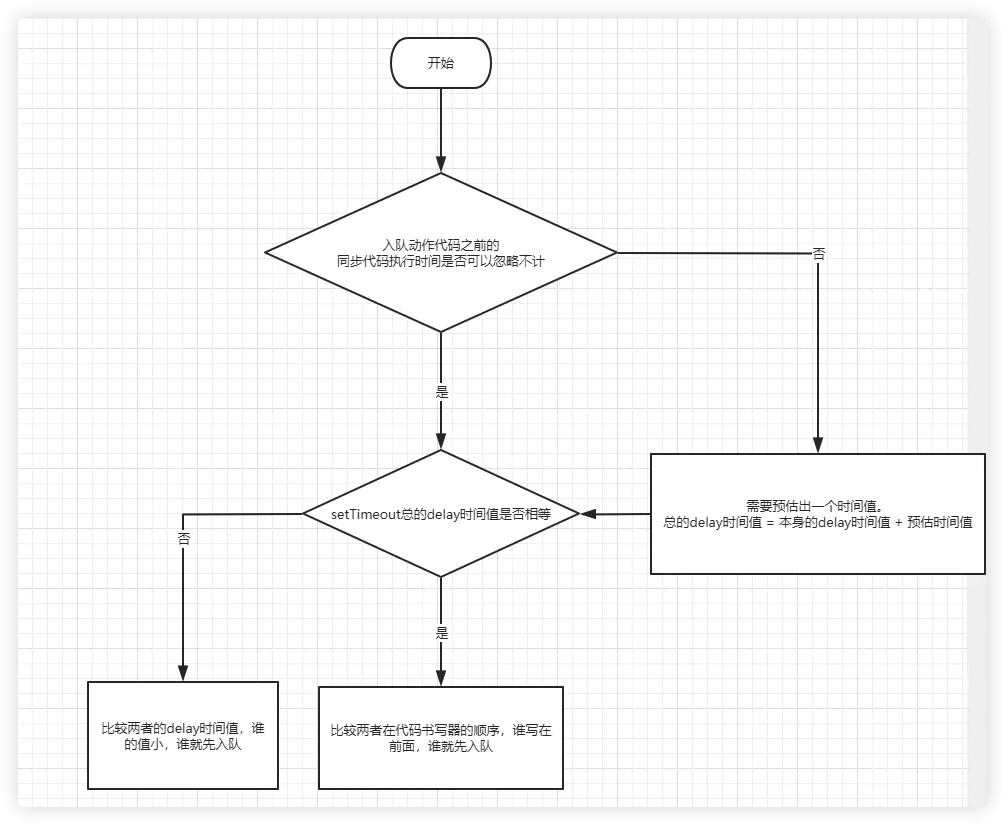 开始
入队动作代码之前的
同步代码执行时间是否可以忽略不计
否
是
需要预估出一个时间值。
总的delay时间值 = 本身的delay时间值 + 预估时间值
setTimeout总的delay时间值是否相等
否
是
比较两者的delay时间值，谁
的值小，谁就先入队
比较两者在代码书写器的顺序，谁写在
前面，谁就先入队